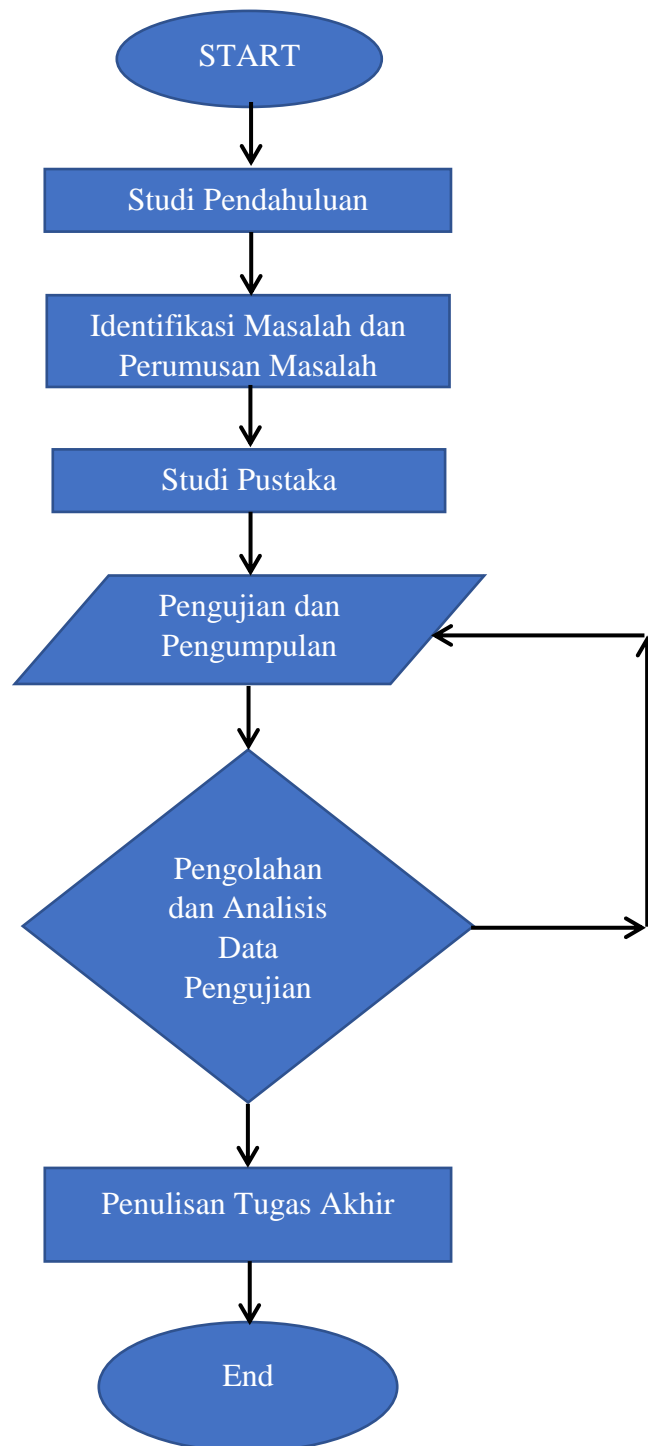 START
Studi Pendahuluan
Identifikasi Masalah dan
Perumusan Masalah
Studi Pustaka
Pengujian dan
Pengumpulan
Pengolahan
dan Analisis
Data
Pengujian
Penulisan Tugas Akhir
End